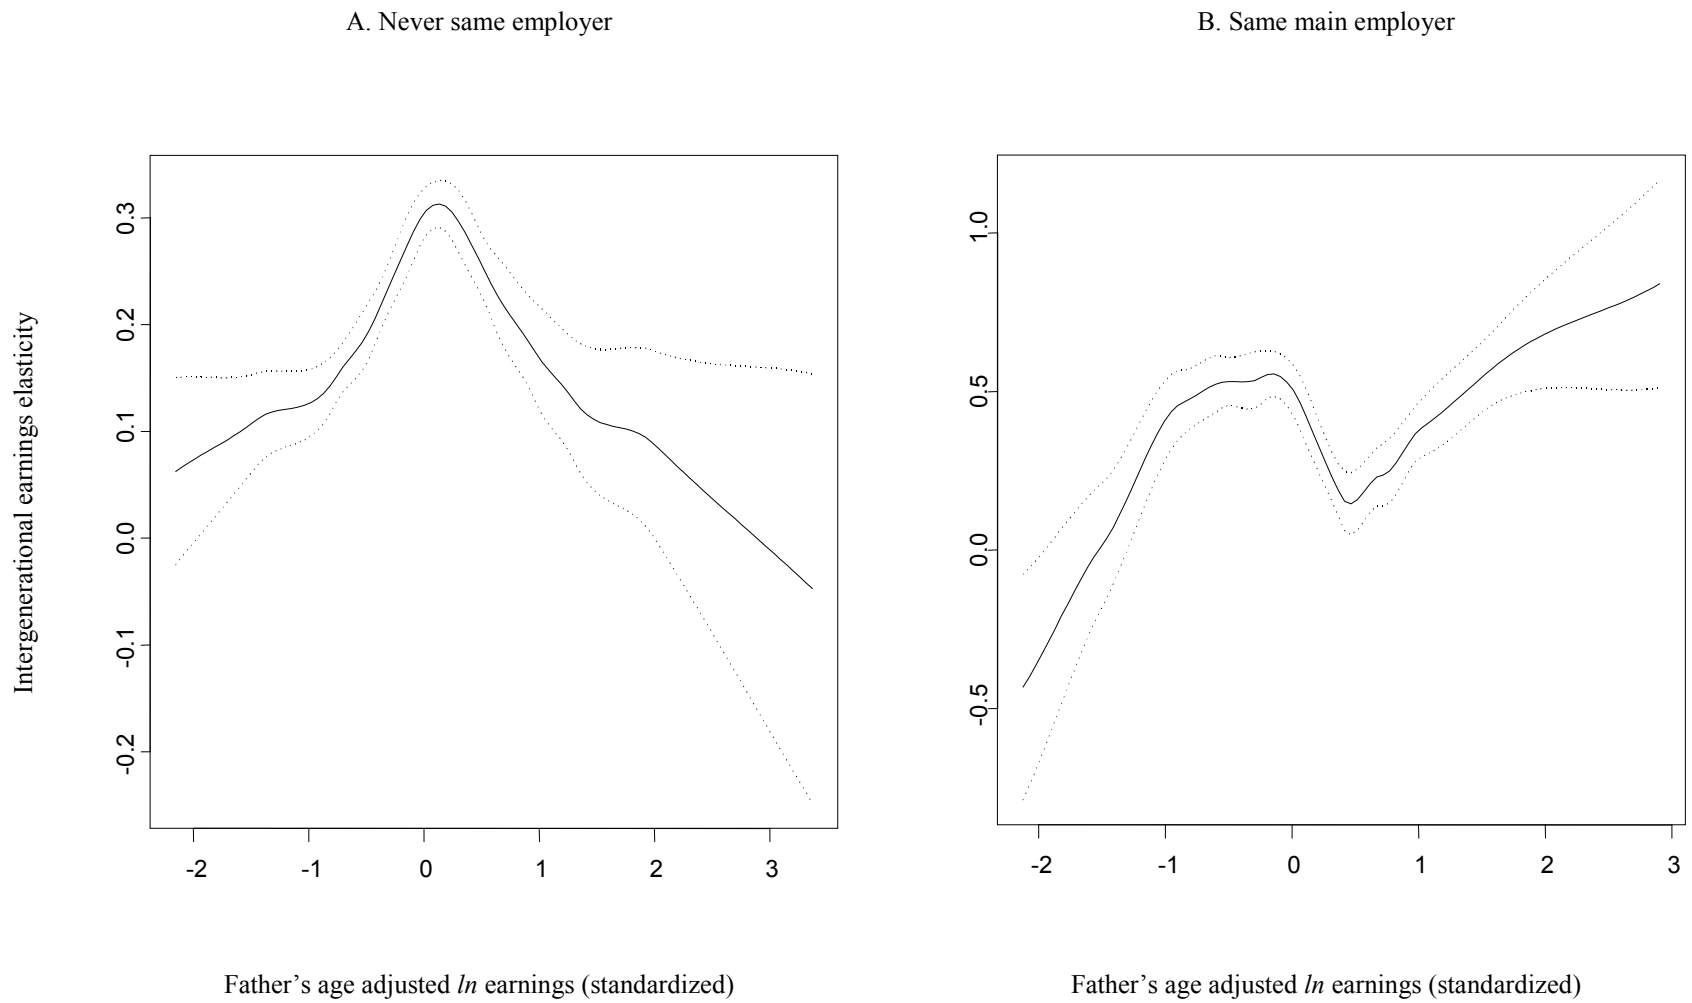 A. Never same employer
B. Same main employer
Intergenerational earnings elasticity
0.3
0.2
0.1
0.0
-0.1
-0.2
-2 -1 0 1 2 3
1.0
0.5
0.0
-0.5
-2 -1 0 1 2 3
Father’s age adjusted ln earnings (standardized)
Father’s age adjusted ln earnings (standardized)